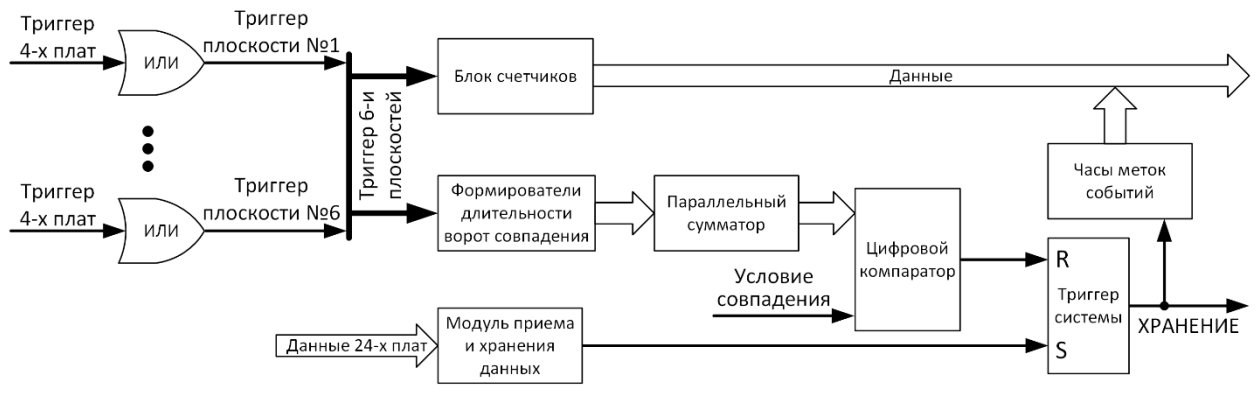 Триггер
4-х плат
ИЛИ
Триггер
плоскости №1
Триггер
4-х плат
ИЛИ
Триггер
плоскости №6
Триггер 6-и
плоскостей
Блок счетчиков
Данные
Часы меток
событий
Формирователи
длительности
ворот совпадения
Параллельный
сумматор
Цифровой
компаратор
Условие
совпадения
R
Триггер
системы
S
ХРАНЕНИЕ
Данные 24-х плат
Модуль приема
и хранения
данных